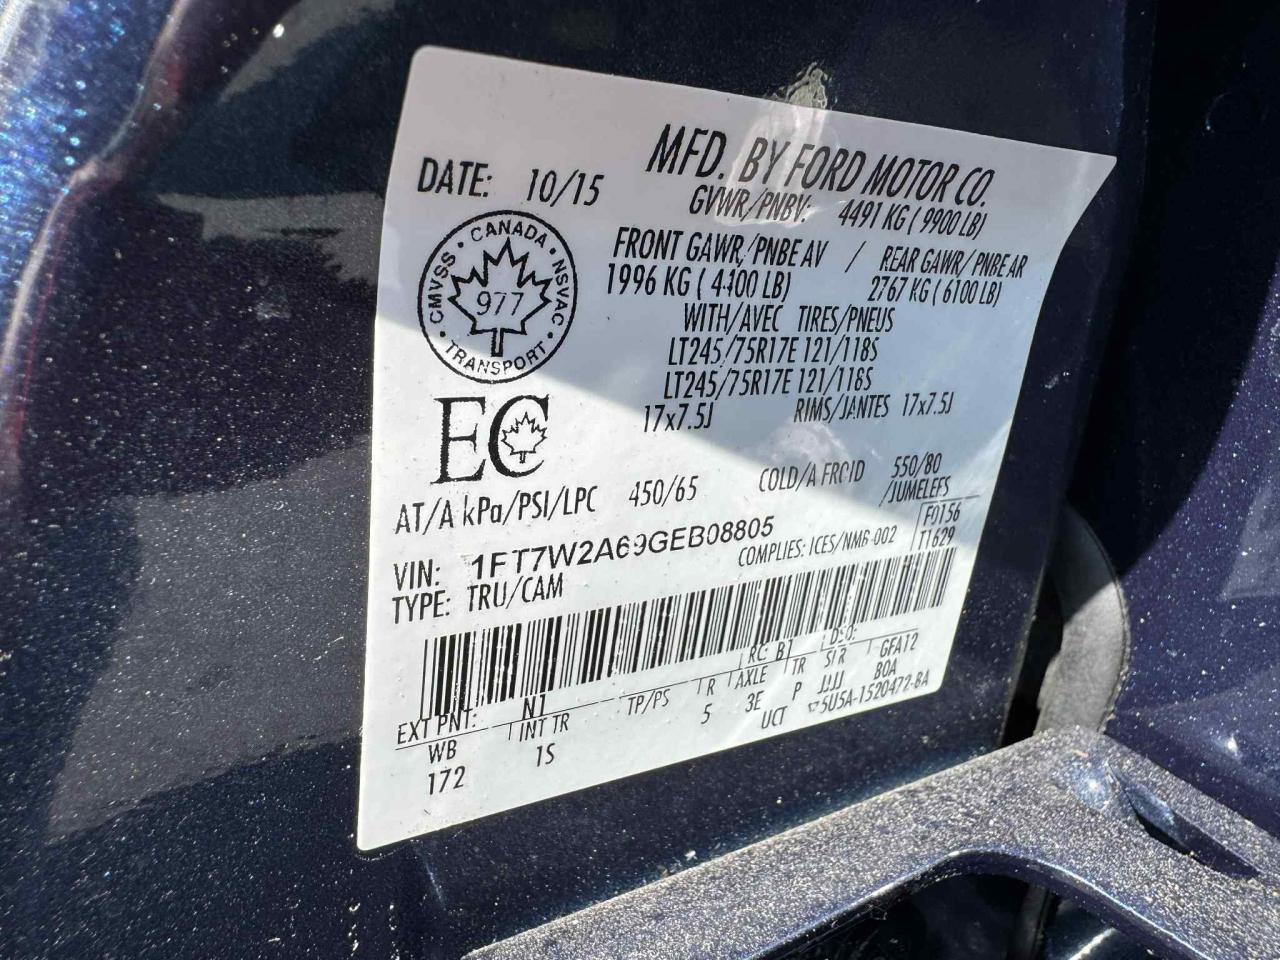 MFD. BY FORD MOTOR CO.
DATE: 10/15
GVWR/PNBV: 4491 KG ( 9900 LB)
CANADA
CMVSS · NSVAC
977
TRANSPORT
FRONT GAWR/PNBE AV / REAR GAWR/PNBE AR
1996 KG ( 4400 LB) 2767 KG ( 6100 LB)
WITH/AVEC TIRES/PNEUS
LT245/75R17E 121/118S
LT245/75R17E 121/118S
17x7.5J RIMS/JANTES 17x7.5J
EC
AT/A kPa/PSI/LPC 450/65 COLD/A FROID 550/80
/JUMELEES
VIN: 1FT7W2A69GEB08805
F0156
T1629
COMPLIES: ICES/NMB-002
TYPE: TRU/CAM
EXT PNT: N1 RC: B1 DSO:
WB INT TR TP/PS R AXLE TR S/R GFA12
172 1S 5 3E P JJJJ BOA
UCT 5U5A-1520472-BA